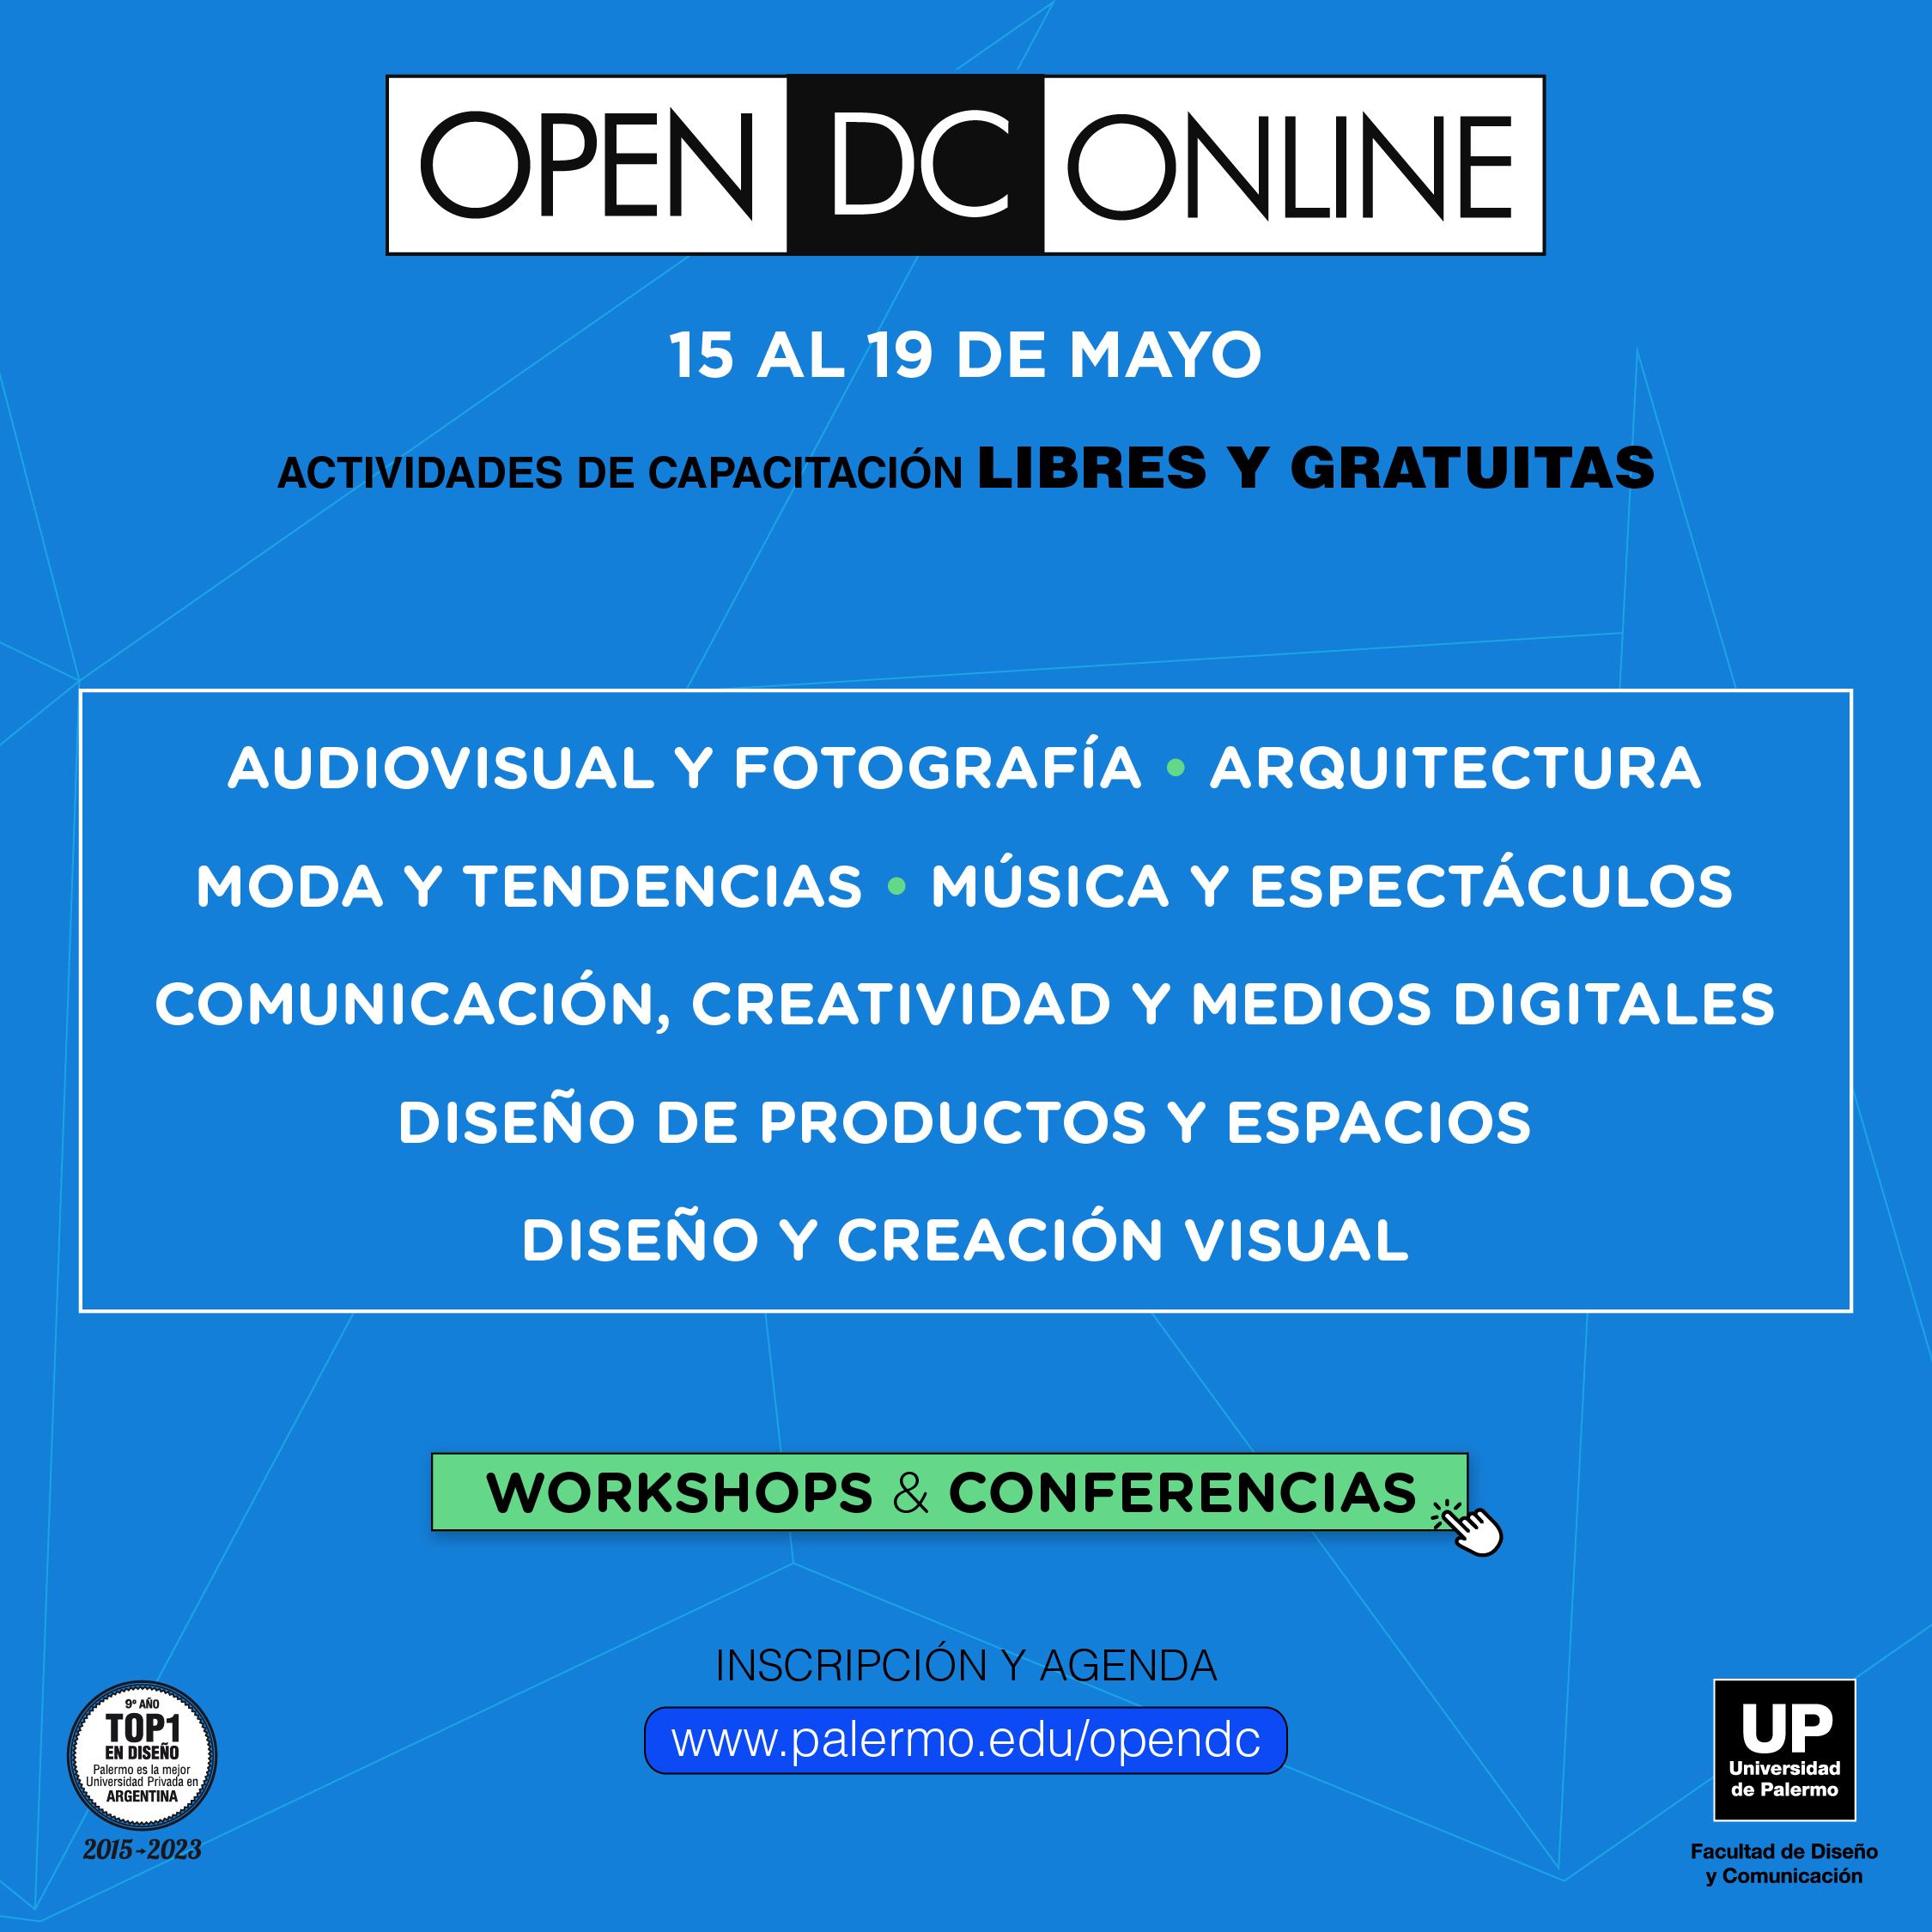 OPEN DC ONLINE
15 AL 19 DE MAYO
ACTIVIDADES DE CAPACITACIÓN LIBRES Y GRATUITAS
AUDIOVISUAL Y FOTOGRAFÍA • ARQUITECTURA
MODA Y TENDENCIAS • MÚSICA Y ESPECTÁCULOS
COMUNICACIÓN, CREATIVIDAD Y MEDIOS DIGITALES
DISEÑO DE PRODUCTOS Y ESPACIOS
DISEÑO Y CREACIÓN VISUAL
WORKSHOPS & CONFERENCIAS
INSCRIPCIÓN Y AGENDA
www.palermo.edu/opendc
9º AÑO
TOP1
EN DISEÑO
Palermo es la mejor
Universidad Privada en
ARGENTINA
2015→2023
UP
Universidad
de Palermo
Facultad de Diseño
y Comunicación